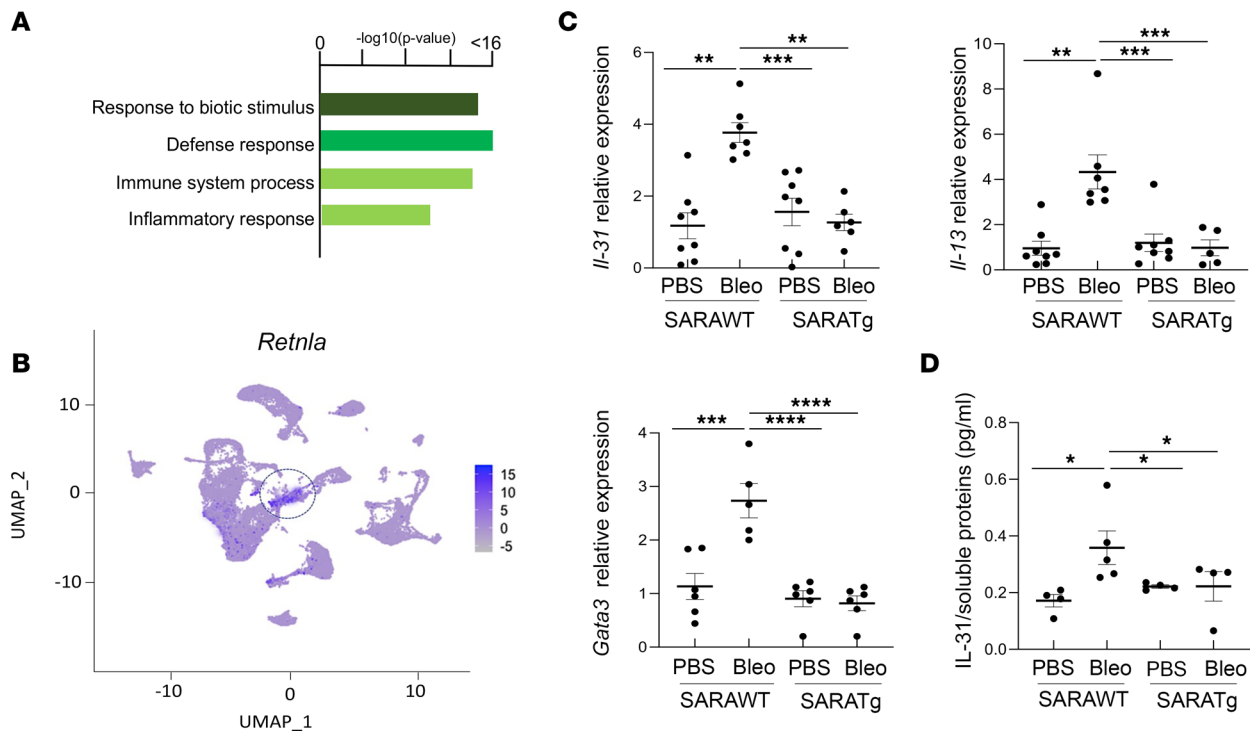 A
0 -log10(p-value) <16
Response to biotic stimulus
Defense response
Immune system process
Inflammatory response
B
Retnla
UMAP_2
10
0
-10
-10 0 10
UMAP_1
15
10
5
0
-5
C
Il-31 relative expression
6
4
2
0
** *** **
PBS Bleo PBS Bleo
SARAWT SARATg
Il-13 relative expression
10
8
6
4
2
0
** *** ***
PBS Bleo PBS Bleo
SARAWT SARATg
Gata3 relative expression
4
3
2
1
0
*** **** ****
PBS Bleo PBS Bleo
SARAWT SARATg
D
IL-31/soluble proteins (pg/ml)
0.8
0.6
0.4
0.2
0.0
* * *
PBS Bleo PBS Bleo
SARAWT SARATg